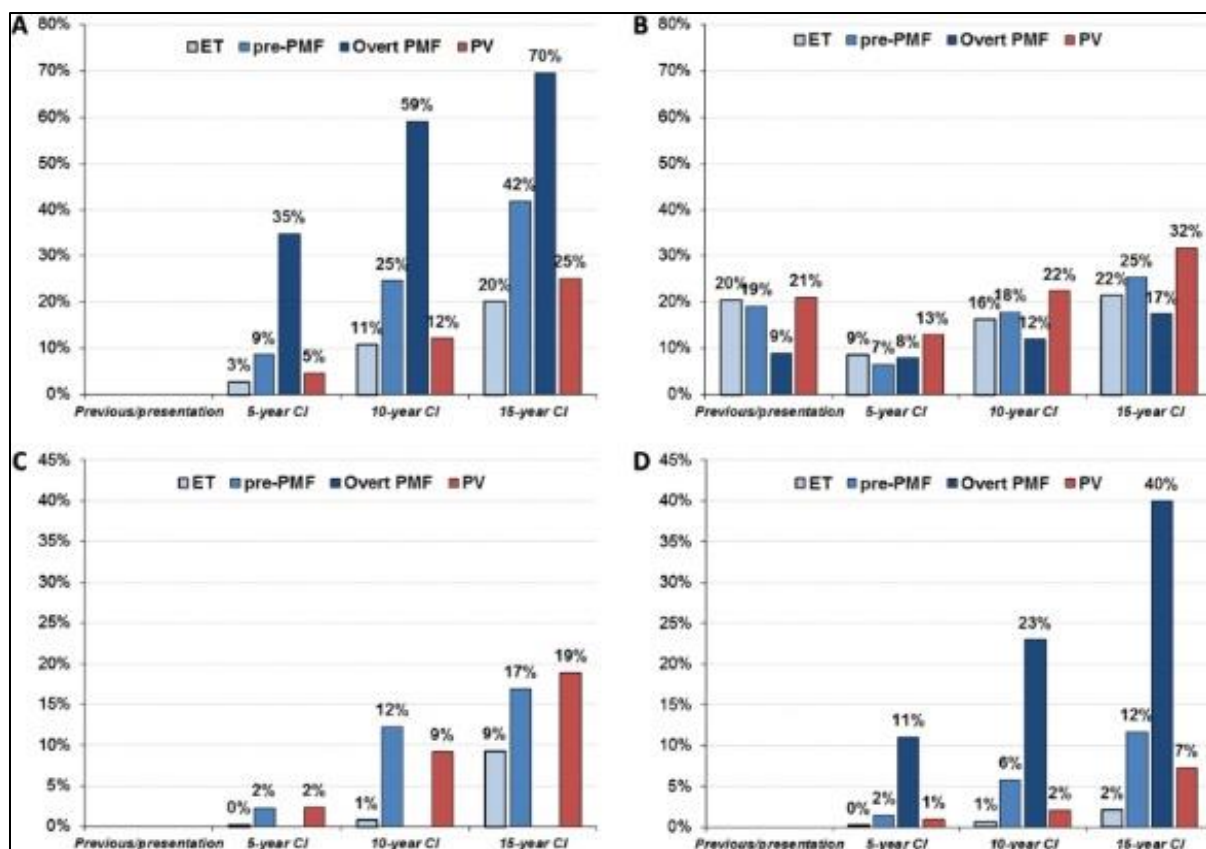 A
80%
ET pre-PMF Overt PMF PV
70%
60%
50%
40%
30%
20%
10%
0%
3% 9% 35% 5%
11% 25% 59% 12%
20% 42% 70% 25%
Previous/presentation 5-year CI 10-year CI 15-year CI
B
80%
ET pre-PMF Overt PMF PV
70%
60%
50%
40%
30%
20%
10%
0%
20% 19% 9% 21%
9% 7% 8% 13%
16% 18% 12% 22%
22% 25% 17% 32%
Previous/presentation 5-year CI 10-year CI 15-year CI
C
45%
ET pre-PMF Overt PMF PV
40%
35%
30%
25%
20%
15%
10%
5%
0%
0% 2% 2%
1% 12% 9%
9% 17% 19%
Previous/presentation 5-year CI 10-year CI 15-year CI
D
45%
ET pre-PMF Overt PMF PV
40%
35%
30%
25%
20%
15%
10%
5%
0%
0% 2% 11% 1%
1% 6% 23% 2%
2% 12% 40% 7%
Previous/presentation 5-year CI 10-year CI 15-year CI